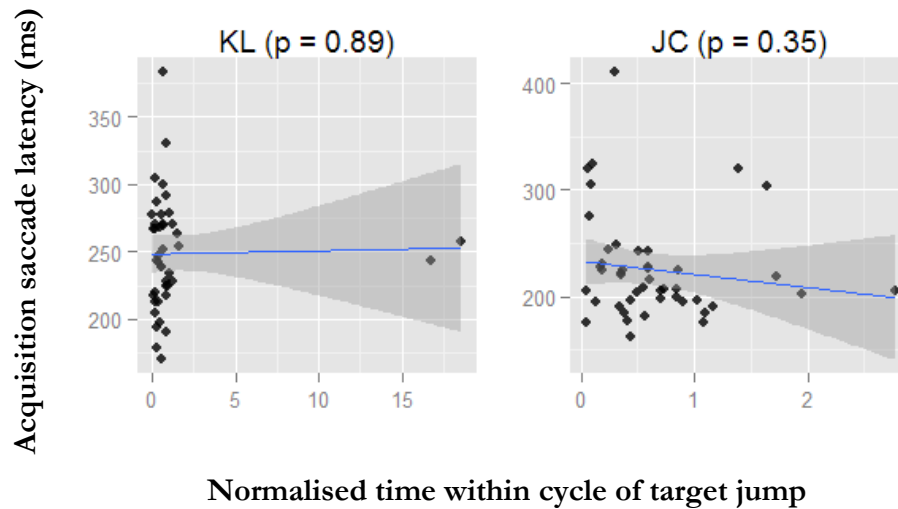 Acquisition saccade latency (ms)
KL (p = 0.89)
JC (p = 0.35)
350
300
250
200
0 5 10 15
400
300
200
0 1 2
Normalised time within cycle of target jump